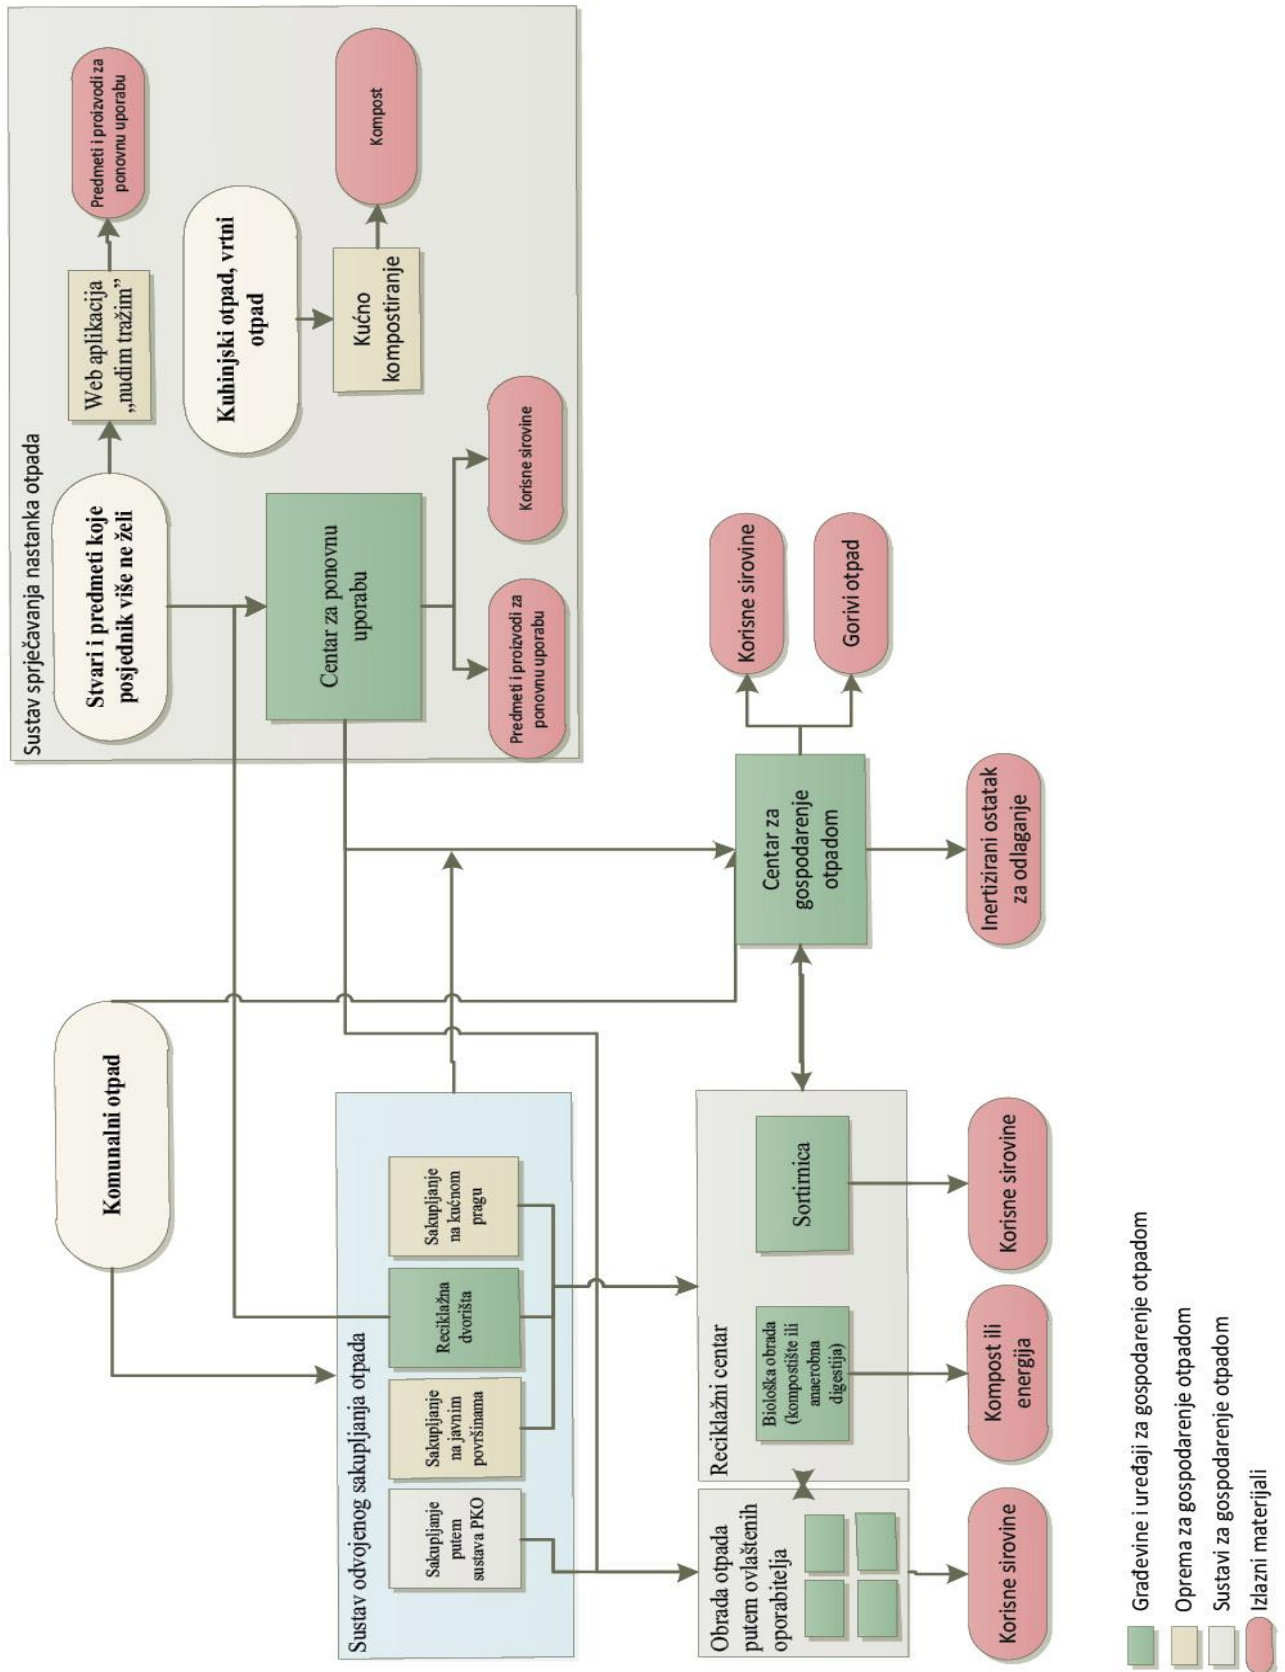 Komunalni otpad
Sustav sprječavanja nastanka otpada
Stvari i predmeti koje
posjednik više ne želi
Web aplikacija
„nudim tražim”
Predmeti i proizvodi za
ponovnu uporabu
Kuhinjski otpad, vrtni
otpad
Kućno
kompostiranje
Kompost
Centar za ponovnu
uporabu
Predmeti i proizvodi za
ponovnu uporabu
Korisne sirovine
Sustav odvojenog sakupljanja otpada
Sakupljanje
putem
sustava PKO
Sakupljanje
na javnim
površinama
Reciklažna
dvorišta
Sakupljanje
na kućnom
pragu
Obrada otpada
putem ovlaštenih
oporabitelja
Reciklažni centar
Biološka obrada
(kompostište ili
anaerobna
digestija)
Sortirnica
Centar za
gospodarenje
otpadom
Korisne sirovine
Gorivi otpad
Korisne sirovine
Kompost ili
energija
Korisne sirovine
Inertizirani ostatak
za odlaganje
Građevine i uređaji za gospodarenje otpadom
Oprema za gospodarenje otpadom
Sustavi za gospodarenje otpadom
Izlazni materijali